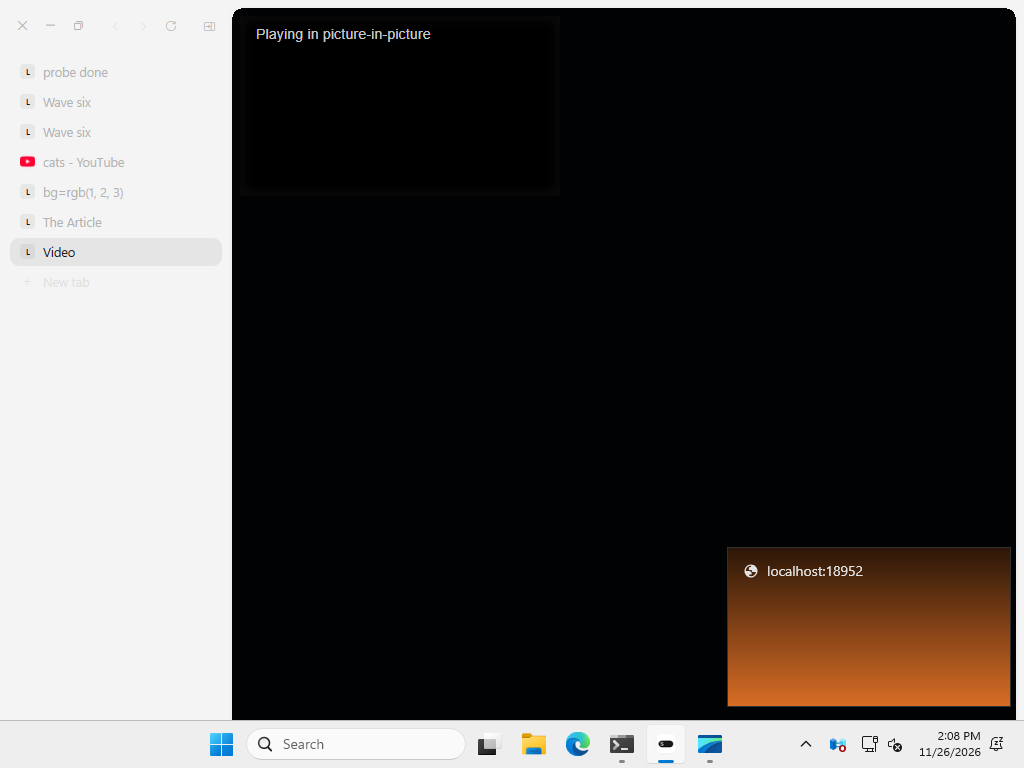 probe done
Wave six
Wave six
cats - YouTube
bg=rgb(1, 2, 3)
The Article
Video
New tab
Playing in picture-in-picture
localhost:18952
Search
2:08 PM
11/26/2026